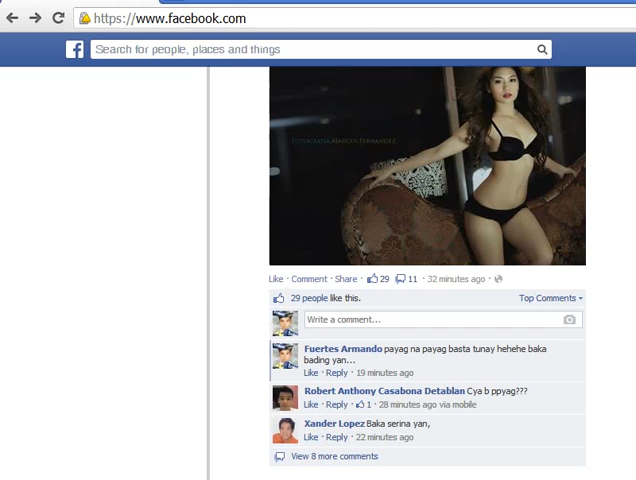 https://www.facebook.com
f Search for people, places and things
FOTOGRAFIA.MARCUS FERNANDEZ
Like · Comment · Share · 29 11 · 32 minutes ago ·
29 people like this. Top Comments
Write a comment...
Fuertes Armando payag na payag basta tunay hehehe baka
bading yan...
Like · Reply · 19 minutes ago
Robert Anthony Casabona Detablan Cya b ppyag???
Like · Reply · 1 · 28 minutes ago via mobile
Xander Lopez Baka serina yan,
Like · Reply · 22 minutes ago
View 8 more comments